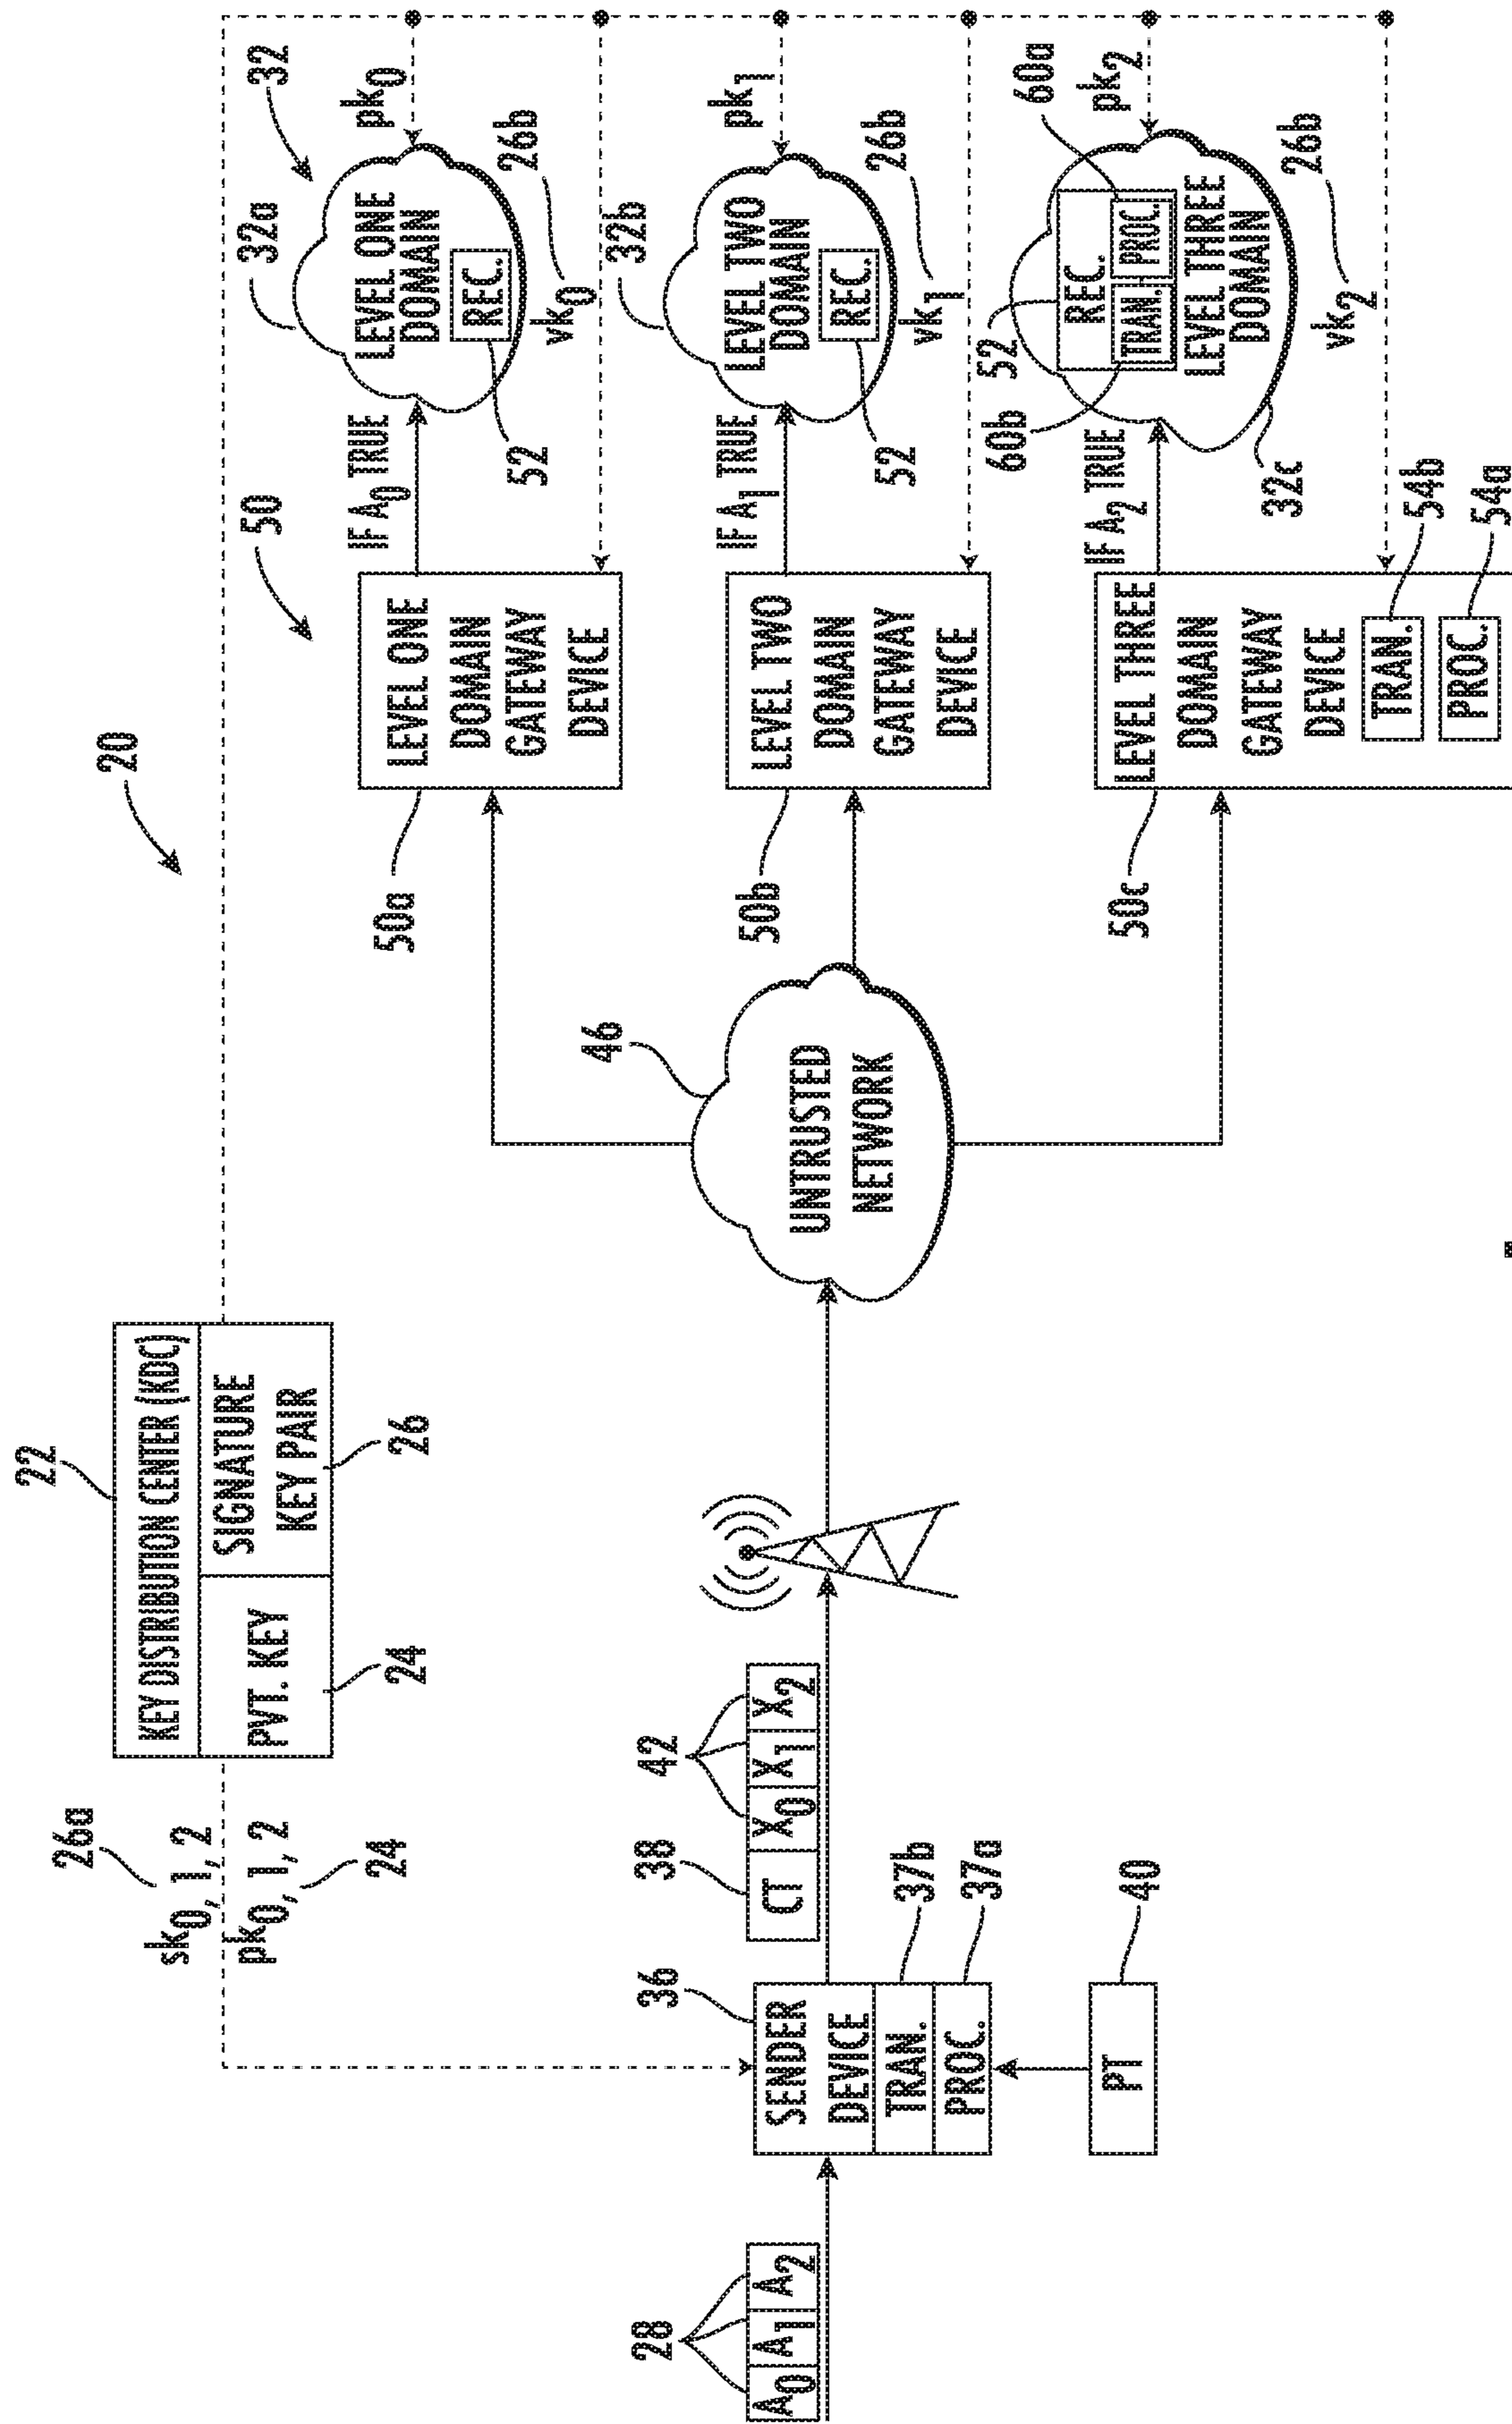 20
22
KEY DISTRIBUTION CENTER (KDC)
PVT. KEY
SIGNATURE
KEY PAIR
24
26
26a
sk0, 1, 2
pk0, 1, 2
24
28
A0 A1 A2
36
SENDER
DEVICE
TRAN.
PROC.
37b
37a
PT
40
38
42
CT X0 X1 X2
46
UNTRUSTED
NETWORK
50
50a
LEVEL ONE
DOMAIN
GATEWAY
DEVICE
IF A0 TRUE
32
32a
LEVEL ONE
DOMAIN
REC.
52
pk0
vk0
26b
50b
LEVEL TWO
DOMAIN
GATEWAY
DEVICE
IF A1 TRUE
32b
LEVEL TWO
DOMAIN
REC.
52
pk1
vk1
26b
50c
LEVEL THREE
DOMAIN
GATEWAY
DEVICE
TRAN.
PROC.
54b
54a
IF A2 TRUE
60b
52
60a
REC.
TRAN. PROC.
LEVEL THREE
DOMAIN
32c
pk2
vk2
26b